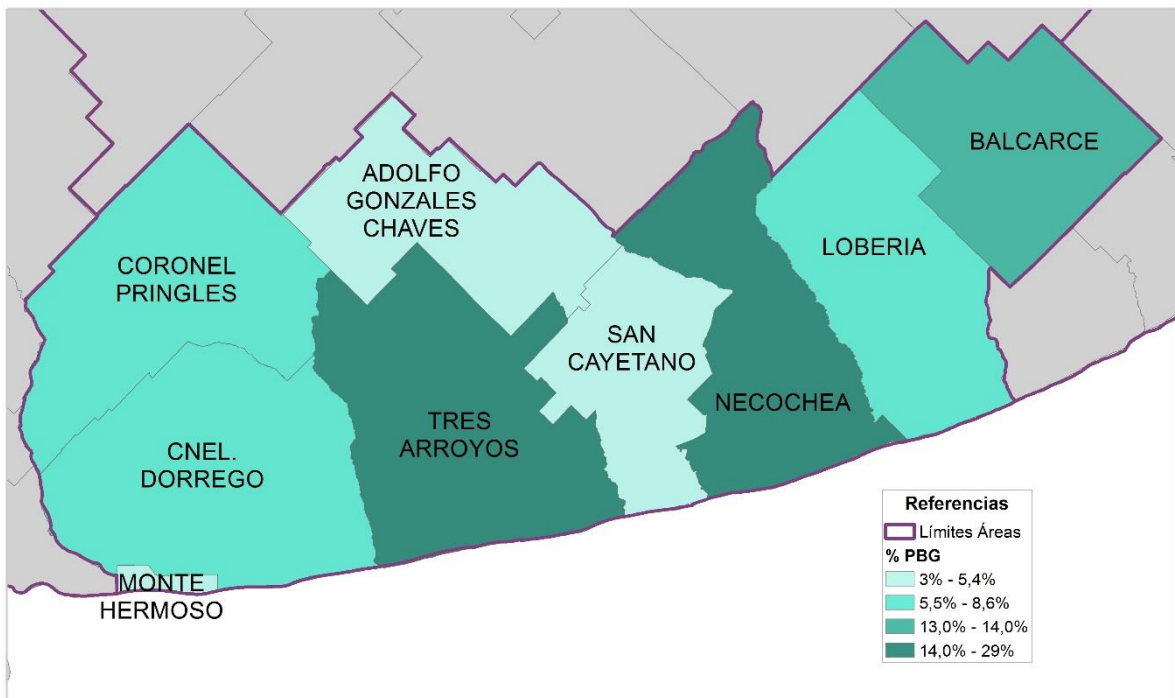 BALCARCE
ADOLFO
GONZALES
CHAVES
LOBERIA
CORONEL
PRINGLES
SAN
CAYETANO
NECOCHEA
TRES
ARROYOS
CNEL.
DORREGO
MONTE
HERMOSO
Referencias
Límites Áreas
% PBG
3% - 5,4%
5,5% - 8,6%
13,0% - 14,0%
14,0% - 29%